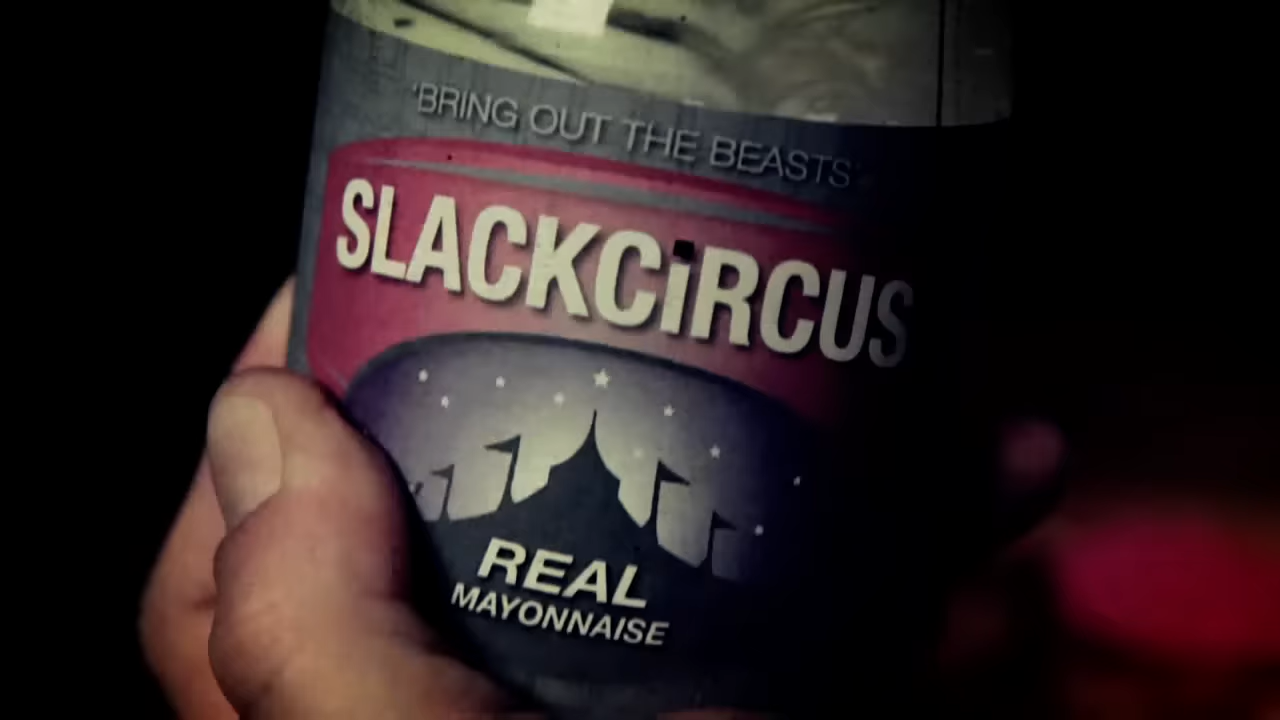 'BRING OUT THE BEASTS'
SLACKCiRCUS
REAL
MAYONNAISE